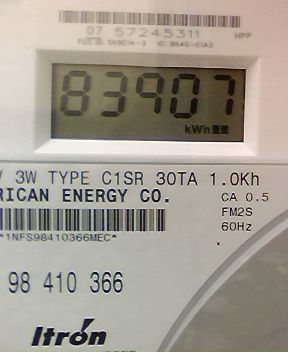 07 57245311
HPP
83907
kWh
V 3W TYPE C1SR 30TA 1.0Kh
RICAN ENERGY CO.
CA 0.5
FM2S
60Hz
*1NFS98410366MEC*
98 410 366
Itron